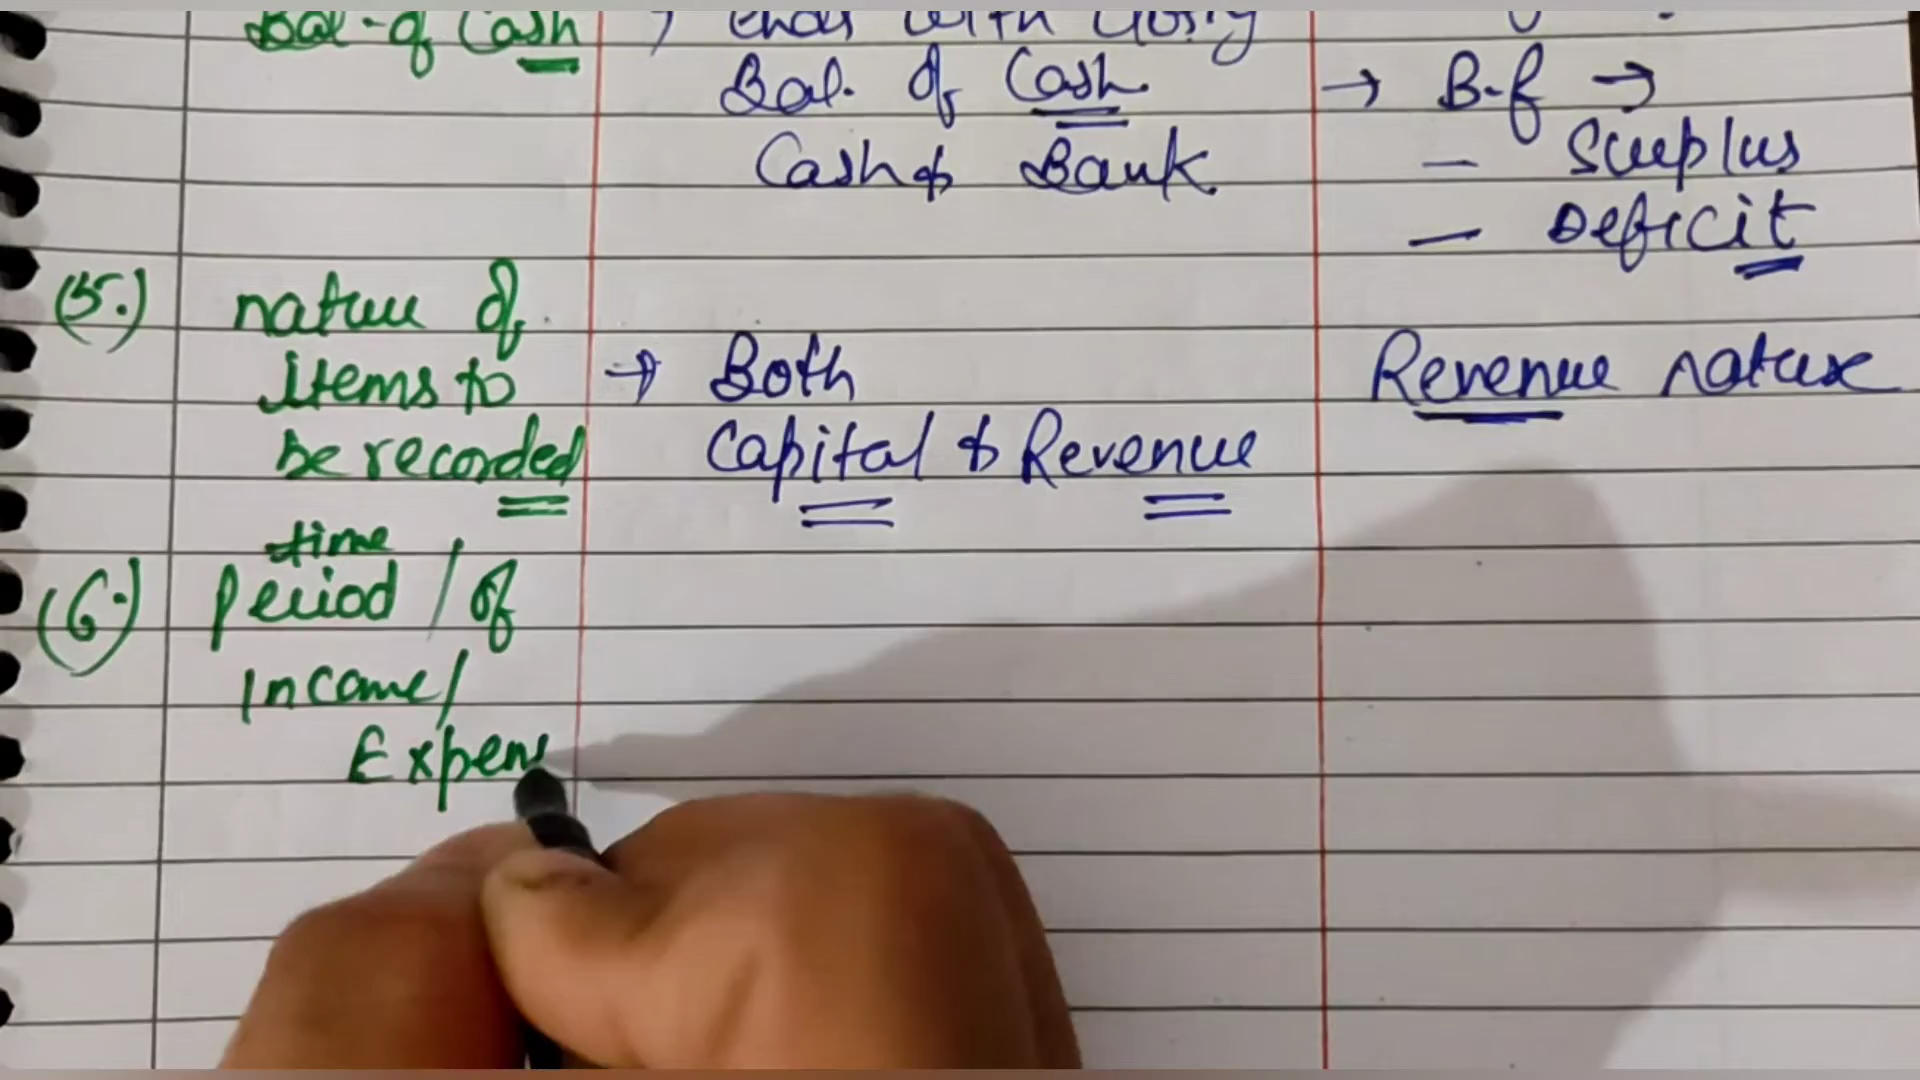 Bal-of Cash
ends with closing
Bal. of Cash
→ B.f →
Cash & Bank
— Surplus
— Deficit
(5.) nature of
items to → Both Revenue nature
be recorded Capital & Revenue
time
(6.) Period / of
Income/
Expens